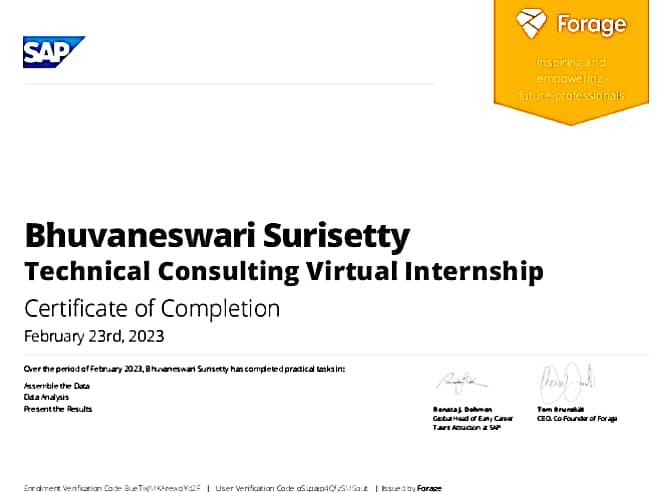 SAP
Forage
Inspiring and
empowering
future professionals
Bhuvaneswari Surisetty
Technical Consulting Virtual Internship
Certificate of Completion
February 23rd, 2023
Over the period of February 2023, Bhuvaneswari Surisetty has completed practical tasks in:
Assemble the Data
Data Analysis
Present the Results
Renata J. Dohmen
Global Head of Early Career
Talent Attraction at SAP
Tom Brunskill
CEO, Co-Founder of Forage
Enrolment Verification Code | User Verification Code | Issued by Forage